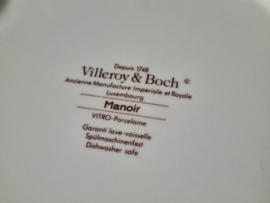 Depuis 1748
Villeroy & Boch ©
Ancienne Manufacture Impériale et Royale
Luxembourg
Manoir
VITRO-Porcelaine
Garanti lave-vaisselle
Spülmaschinenfest
Dishwasher safe